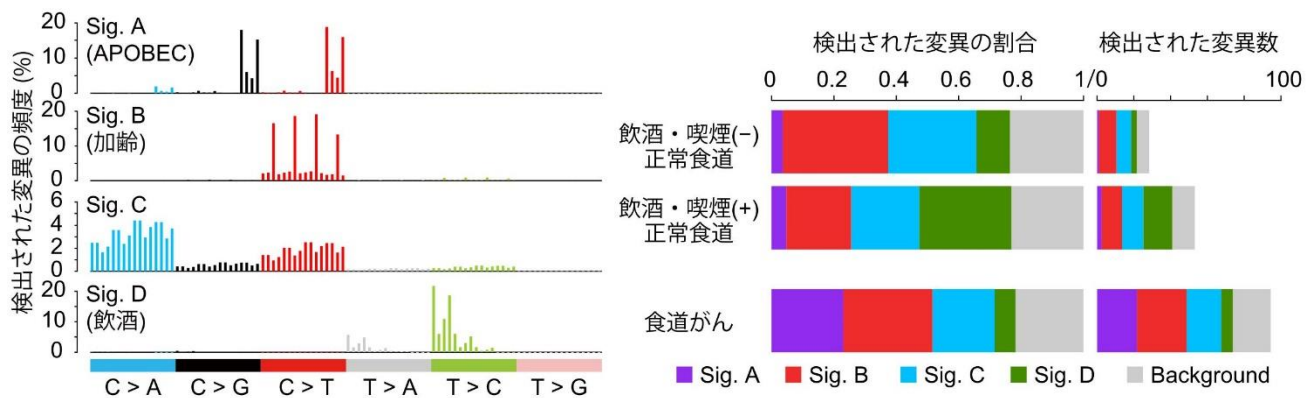 検出された変異の頻度 (%)
Sig. A
(APOBEC)
20
10
0
Sig. B
(加齢)
20
10
0
Sig. C
6
4
2
0
Sig. D
(飲酒)
20
10
0
C > A C > G C > T T > A T > C T > G
検出された変異の割合 検出された変異数
0 0.2 0.4 0.6 0.8 1/0 100
飲酒・喫煙(−)
正常食道
飲酒・喫煙(+)
正常食道
食道がん
Sig. A Sig. B Sig. C Sig. D Background